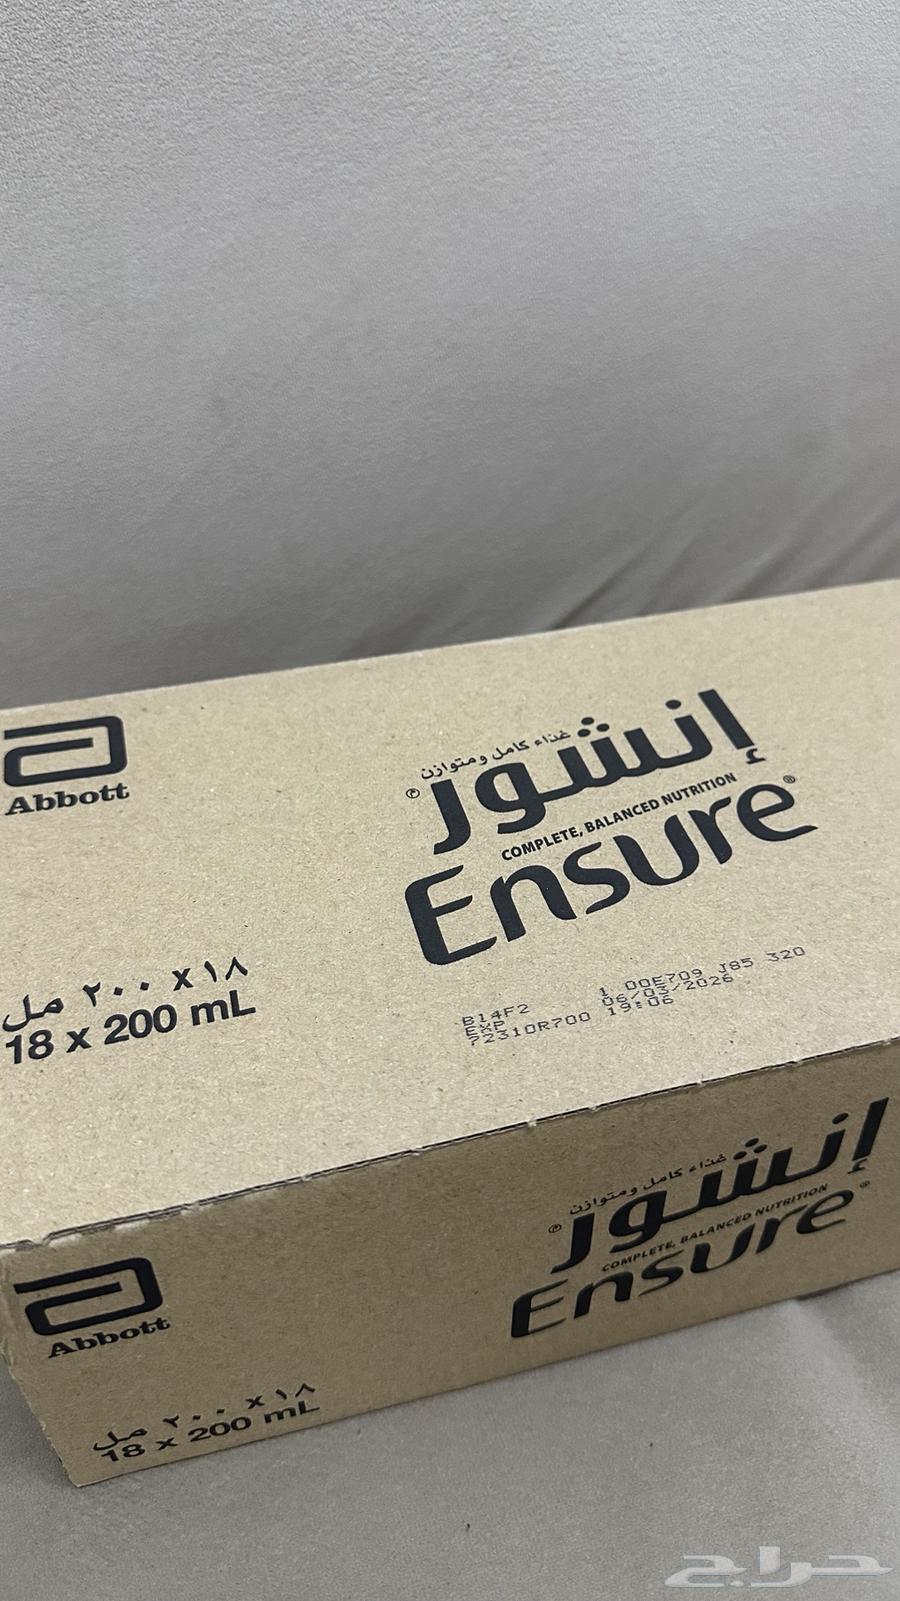 Abbott
غذاء كامل ومتوازن
إنشور®
COMPLETE, BALANCED NUTRITION
Ensure®
١٨ x ٢٠٠ مل
18 x 200 mL
B14F2 1 00E709 J85 320
EXP 06/03/2026
72310R700 19:06
غذاء كامل ومتوازن
إنشور®
COMPLETE, BALANCED NUTRITION
Ensure®
Abbott
١٨ x ٢٠٠ مل
18 x 200 mL
حراج